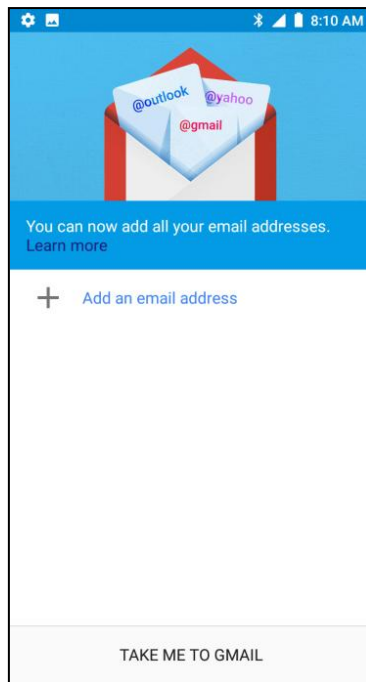 8:10 AM
@outlook
@yahoo
@gmail
You can now add all your email addresses.
Learn more
Add an email address
TAKE ME TO GMAIL